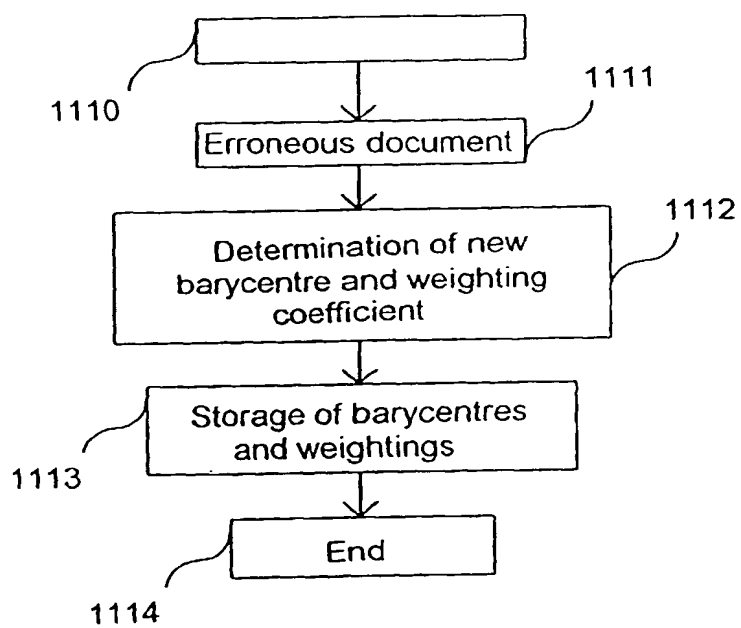 1110
1111
Erroneous document
1112
Determination of new
barycentre and weighting
coefficient
Storage of barycentres
and weightings
1113
End
1114